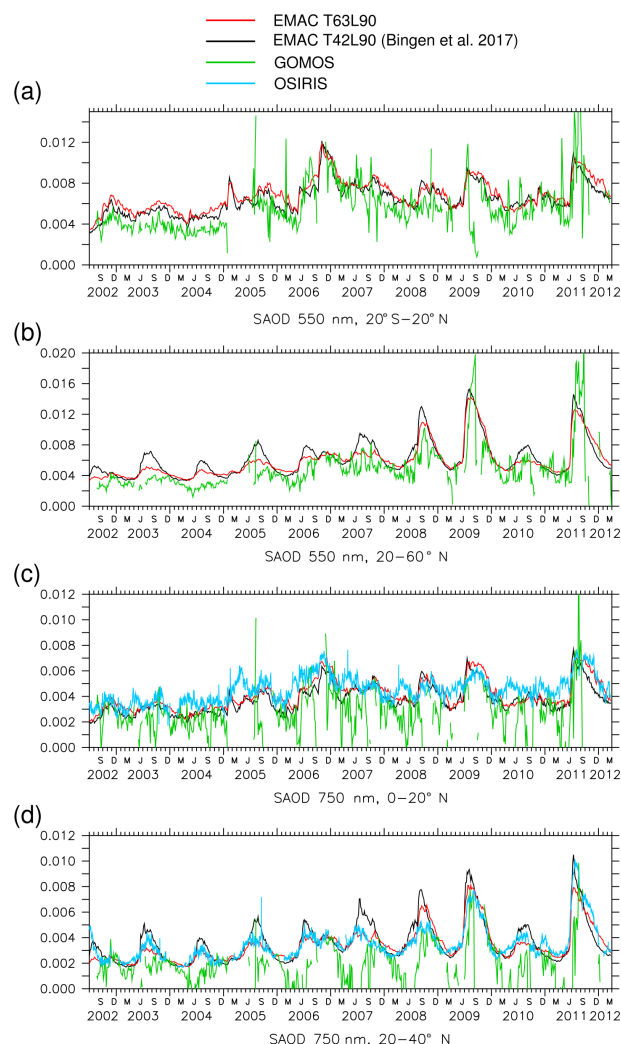 EMAC T63L90
EMAC T42L90 (Bingen et al. 2017)
GOMOS
OSIRIS
(a)
0.012
0.008
0.004
0.000
S D M J S D M J S D M J S D M J S D M J S D M J S D M J S D M J S D M J S D M
2002 2003 2004 2005 2006 2007 2008 2009 2010 2011 2012
SAOD 550 nm, 20°S–20°N
(b)
0.020
0.016
0.012
0.008
0.004
0.000
S D M J S D M J S D M J S D M J S D M J S D M J S D M J S D M J S D M J S D M
2002 2003 2004 2005 2006 2007 2008 2009 2010 2011 2012
SAOD 550 nm, 20–60° N
(c)
0.012
0.010
0.008
0.006
0.004
0.002
0.000
S D M J S D M J S D M J S D M J S D M J S D M J S D M J S D M J S D M J S D M
2002 2003 2004 2005 2006 2007 2008 2009 2010 2011 2012
SAOD 750 nm, 0–20° N
(d)
0.012
0.010
0.008
0.006
0.004
0.002
0.000
S D M J S D M J S D M J S D M J S D M J S D M J S D M J S D M J S D M J S D M
2002 2003 2004 2005 2006 2007 2008 2009 2010 2011 2012
SAOD 750 nm, 20–40° N